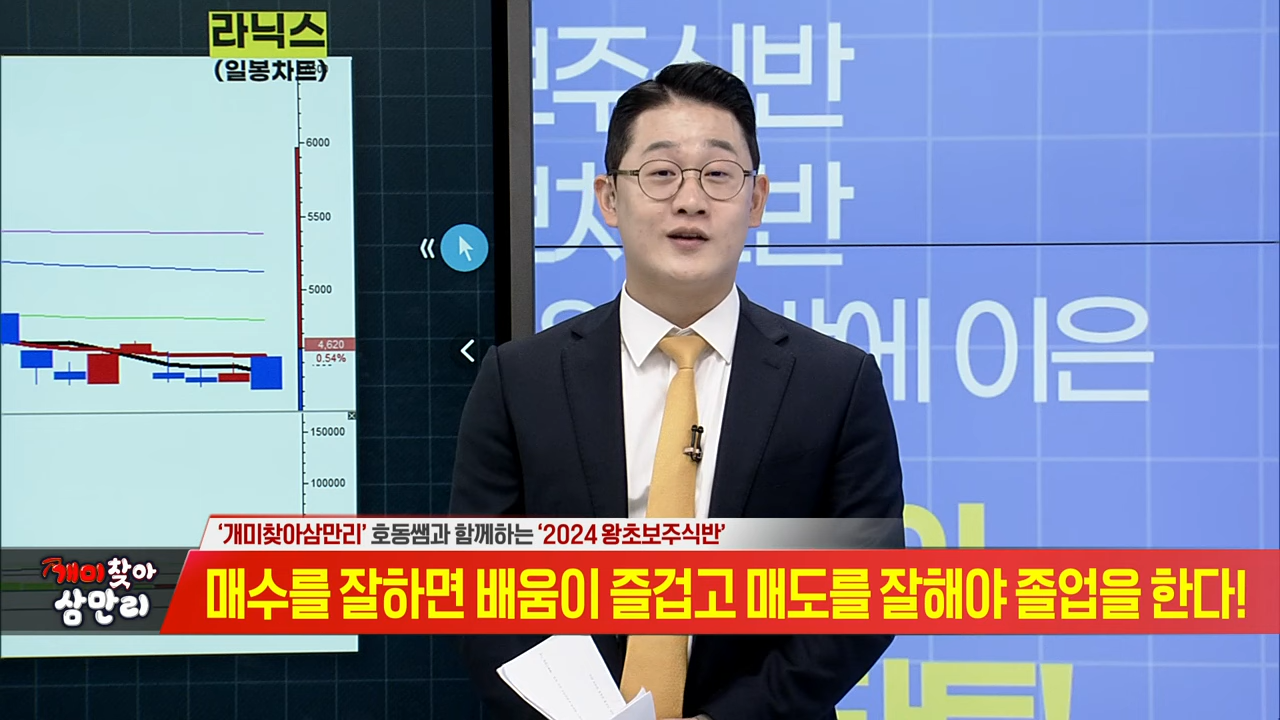 라닉스
(일봉차트)
6000
5500
5000
4,620
0.54%
150000
100000
주식반
반
에 이은
'개미찾아삼만리' 호동쌤과 함께하는 '2024 왕초보주식반'
개미찾아
삼만리
매수를 잘하면 배움이 즐겁고 매도를 잘해야 졸업을 한다!